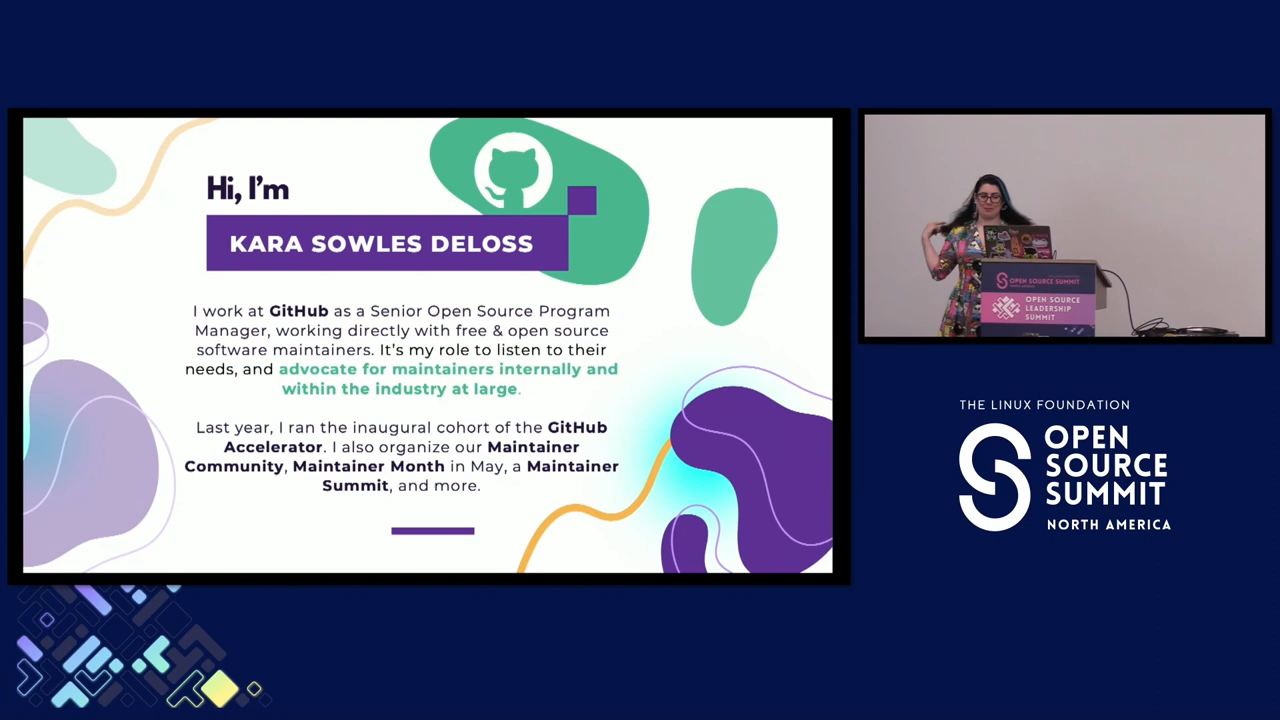 Hi, I'm
KARA SOWLES DELOSS
I work at GitHub as a Senior Open Source Program
Manager, working directly with free & open source
software maintainers. It's my role to listen to their
needs, and advocate for maintainers internally and
within the industry at large.
Last year, I ran the inaugural cohort of the GitHub
Accelerator. I also organize our Maintainer
Community, Maintainer Month in May, a Maintainer
Summit, and more.
OPEN SOURCE SUMMIT
OPEN SOURCE
LEADERSHIP
SUMMIT
THE LINUX FOUNDATION
OPEN
SOURCE
SUMMIT
NORTH AMERICA